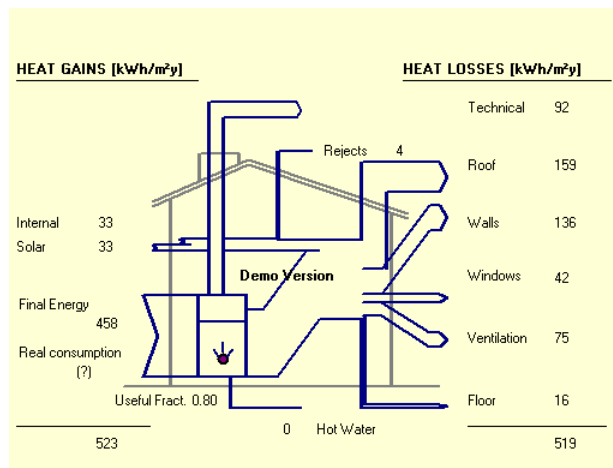 HEAT GAINS [kWh/m²y]
HEAT LOSSES [kWh/m²y]
Technical 92
Rejects 4
Roof 159
Internal 33
Walls 136
Solar 33
Demo Version
Windows 42
Final Energy
458
Ventilation 75
Real consumption
(?)
Useful Fract. 0.80
Floor 16
0 Hot Water
523
519